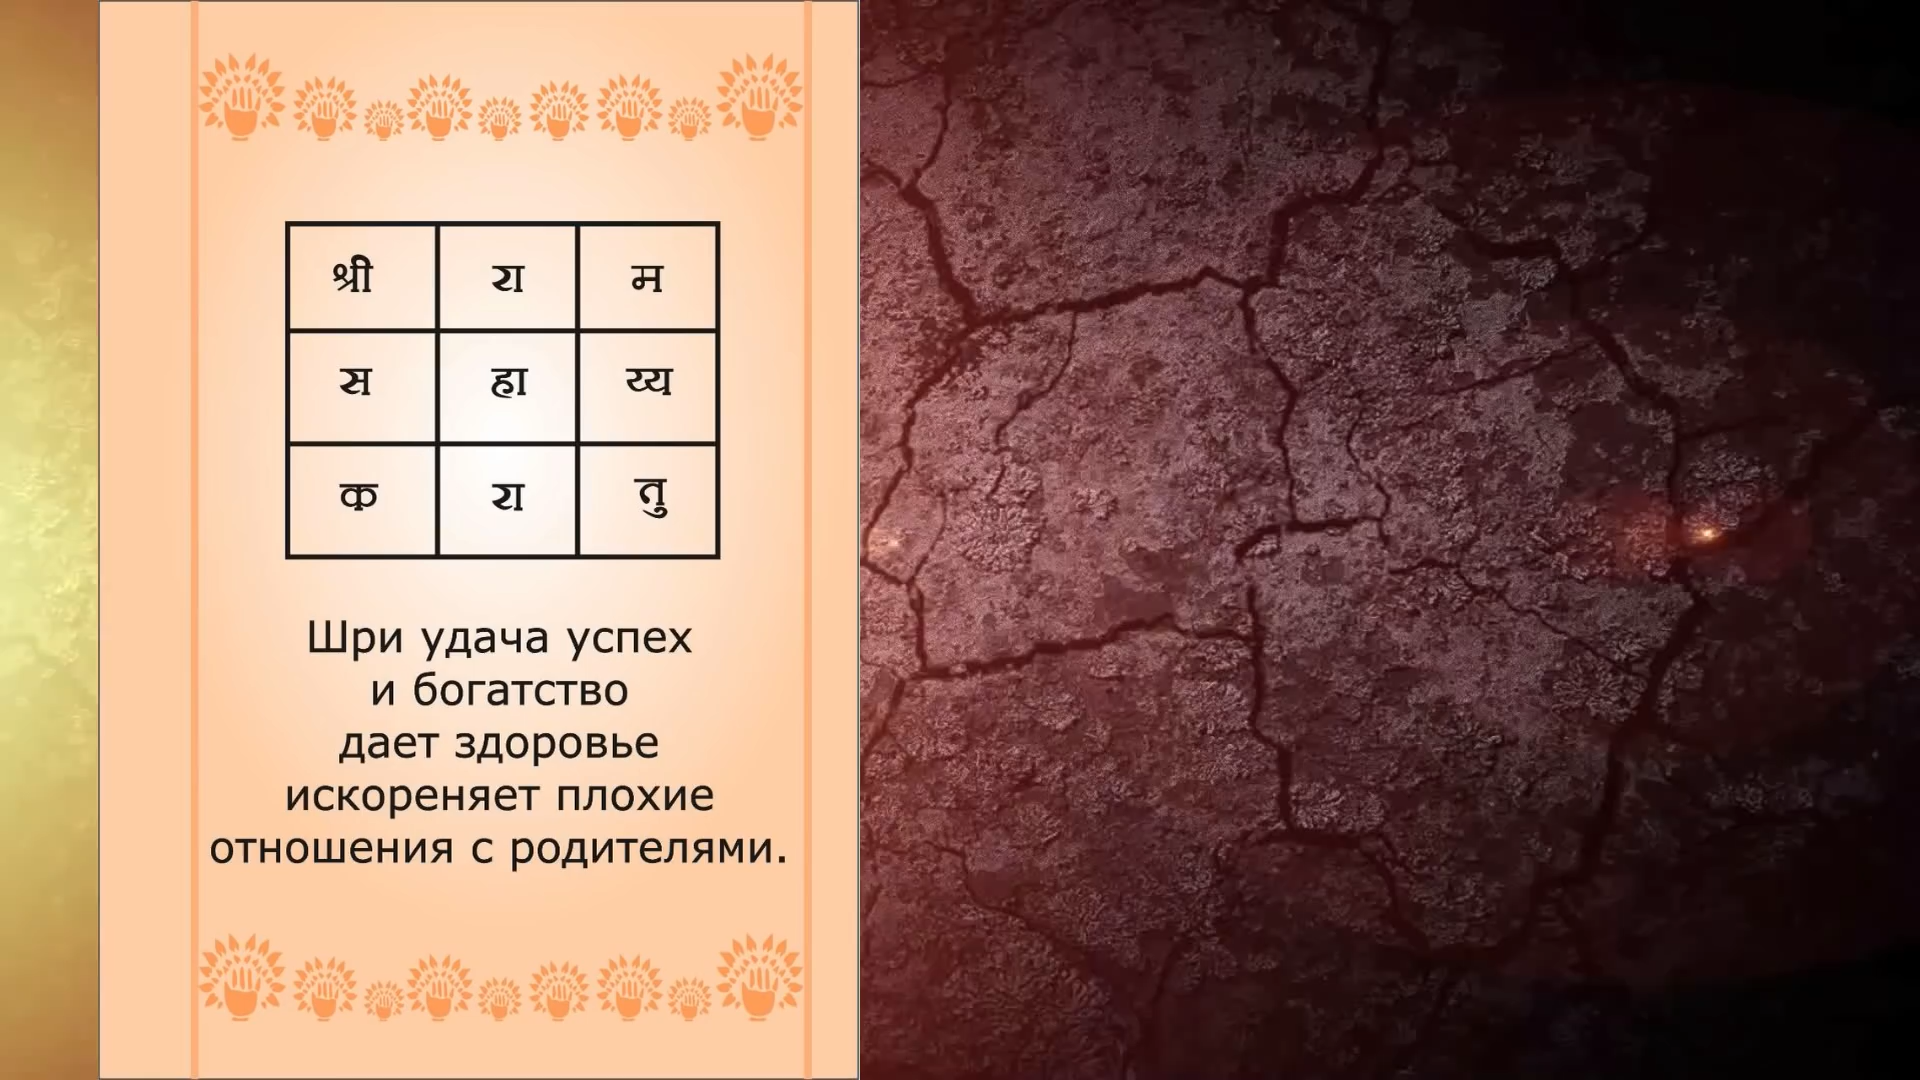 श्री रा म
स हा य्य
क रा तु
Шри удача успех
и богатство
дает здоровье
искореняет плохие
отношения с родителями.